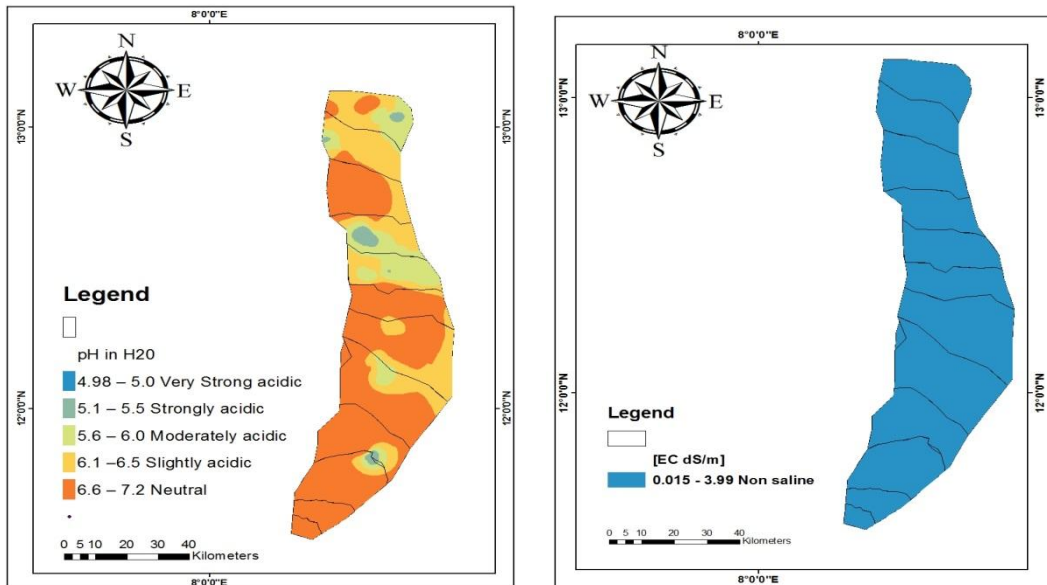 8°0'0"E
N
W E
S
13°0'0"N
13°0'0"N
12°0'0"N
12°0'0"N
Legend
pH in H20
4.98 – 5.0 Very Strong acidic
5.1 – 5.5 Strongly acidic
5.6 – 6.0 Moderately acidic
6.1 –6.5 Slightly acidic
6.6 – 7.2 Neutral
0 5 10 20 30 40
Kilometers
8°0'0"E
8°0'0"E
N
W E
S
13°0'0"N
13°0'0"N
12°0'0"N
12°0'0"N
Legend
[EC dS/m]
0.015 - 3.99 Non saline
0 5 10 20 30 40
Kilometers
8°0'0"E